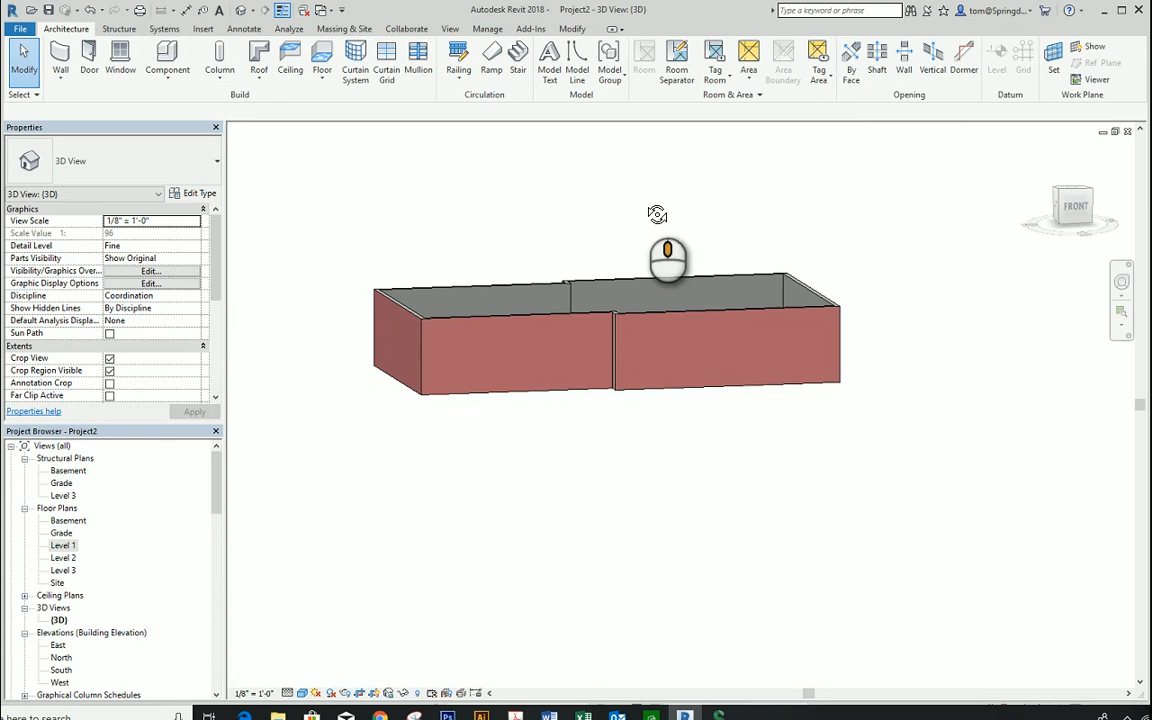 Autodesk Revit 2018 - Project2 - 3D View: {3D}
Type a keyword or phrase
tom@Springd...
File Architecture Structure Systems Insert Annotate Analyze Massing & Site Collaborate View Manage Add-Ins Modify
Modify Wall Door Window Component Column Roof Ceiling Floor Curtain System Curtain Grid Mullion Railing Ramp Stair Model Text Model Line Model Group Room Room Separator Tag Room Area Area Boundary Tag Area By Face Shaft Wall Vertical Dormer Level Grid Set Show Ref Plane Viewer
Select Build Circulation Model Room & Area Opening Datum Work Plane
Properties
3D View
3D View: {3D} Edit Type
Graphics
View Scale 1/8" = 1'-0"
Scale Value 1: 96
Detail Level Fine
Parts Visibility Show Original
Visibility/Graphics Over... Edit...
Graphic Display Options Edit...
Discipline Coordination
Show Hidden Lines By Discipline
Default Analysis Displa... None
Sun Path
Extents
Crop View
Crop Region Visible
Annotation Crop
Far Clip Active
Properties help Apply
Project Browser - Project2
Views (all)
Structural Plans
Basement
Grade
Level 3
Floor Plans
Basement
Grade
Level 1
Level 2
Level 3
Site
Ceiling Plans
3D Views
{3D}
Elevations (Building Elevation)
East
North
South
West
Graphical Column Schedules
FRONT
1/8" = 1'-0"
here to search